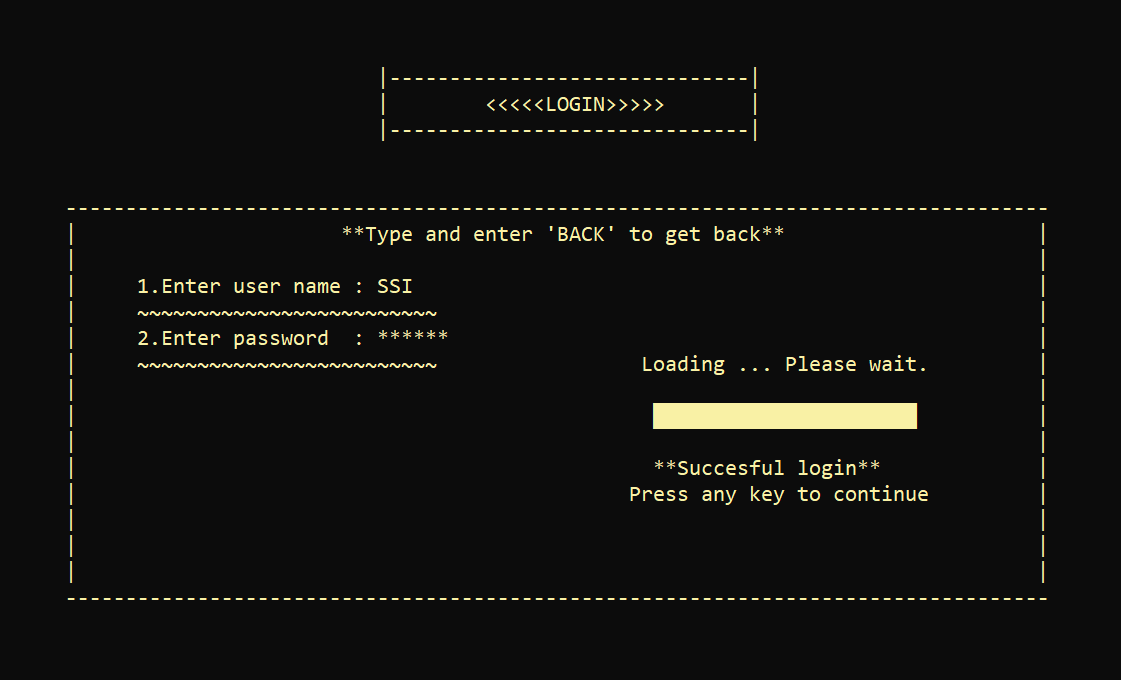 <<<<<LOGIN>>>>>
**Type and enter 'BACK' to get back**
1.Enter user name : SSI
~~~~~~~~~~~~~~~~~~~~~~~~~
2.Enter password  : ******
~~~~~~~~~~~~~~~~~~~~~~~~~
Loading ... Please wait.
**Succesful login**
Press any key to continue